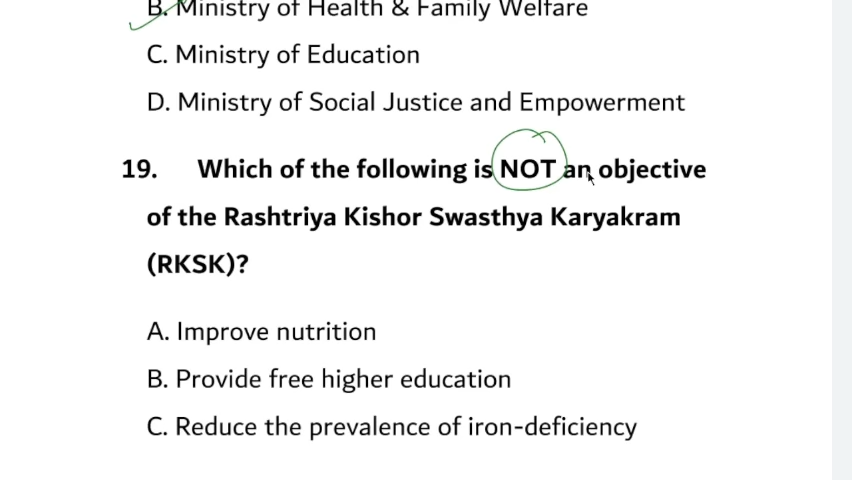 B. Ministry of Health & Family Welfare
C. Ministry of Education
D. Ministry of Social Justice and Empowerment
19. Which of the following is NOT an objective
of the Rashtriya Kishor Swasthya Karyakram
(RKSK)?
A. Improve nutrition
B. Provide free higher education
C. Reduce the prevalence of iron-deficiency